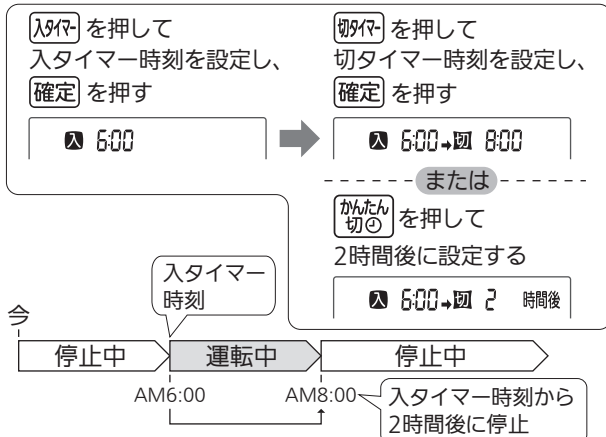 入タイマー を押して
入タイマー時刻を設定し、
確定 を押す
入 6:00
切タイマー を押して
切タイマー時刻を設定し、
確定 を押す
入 6:00→切 8:00
または
かんたん
切 を押して
2時間後に設定する
入 6:00→切 2 時間後
入タイマー
時刻
今
停止中 運転中 停止中
AM6:00 AM8:00
入タイマー時刻から
2時間後に停止